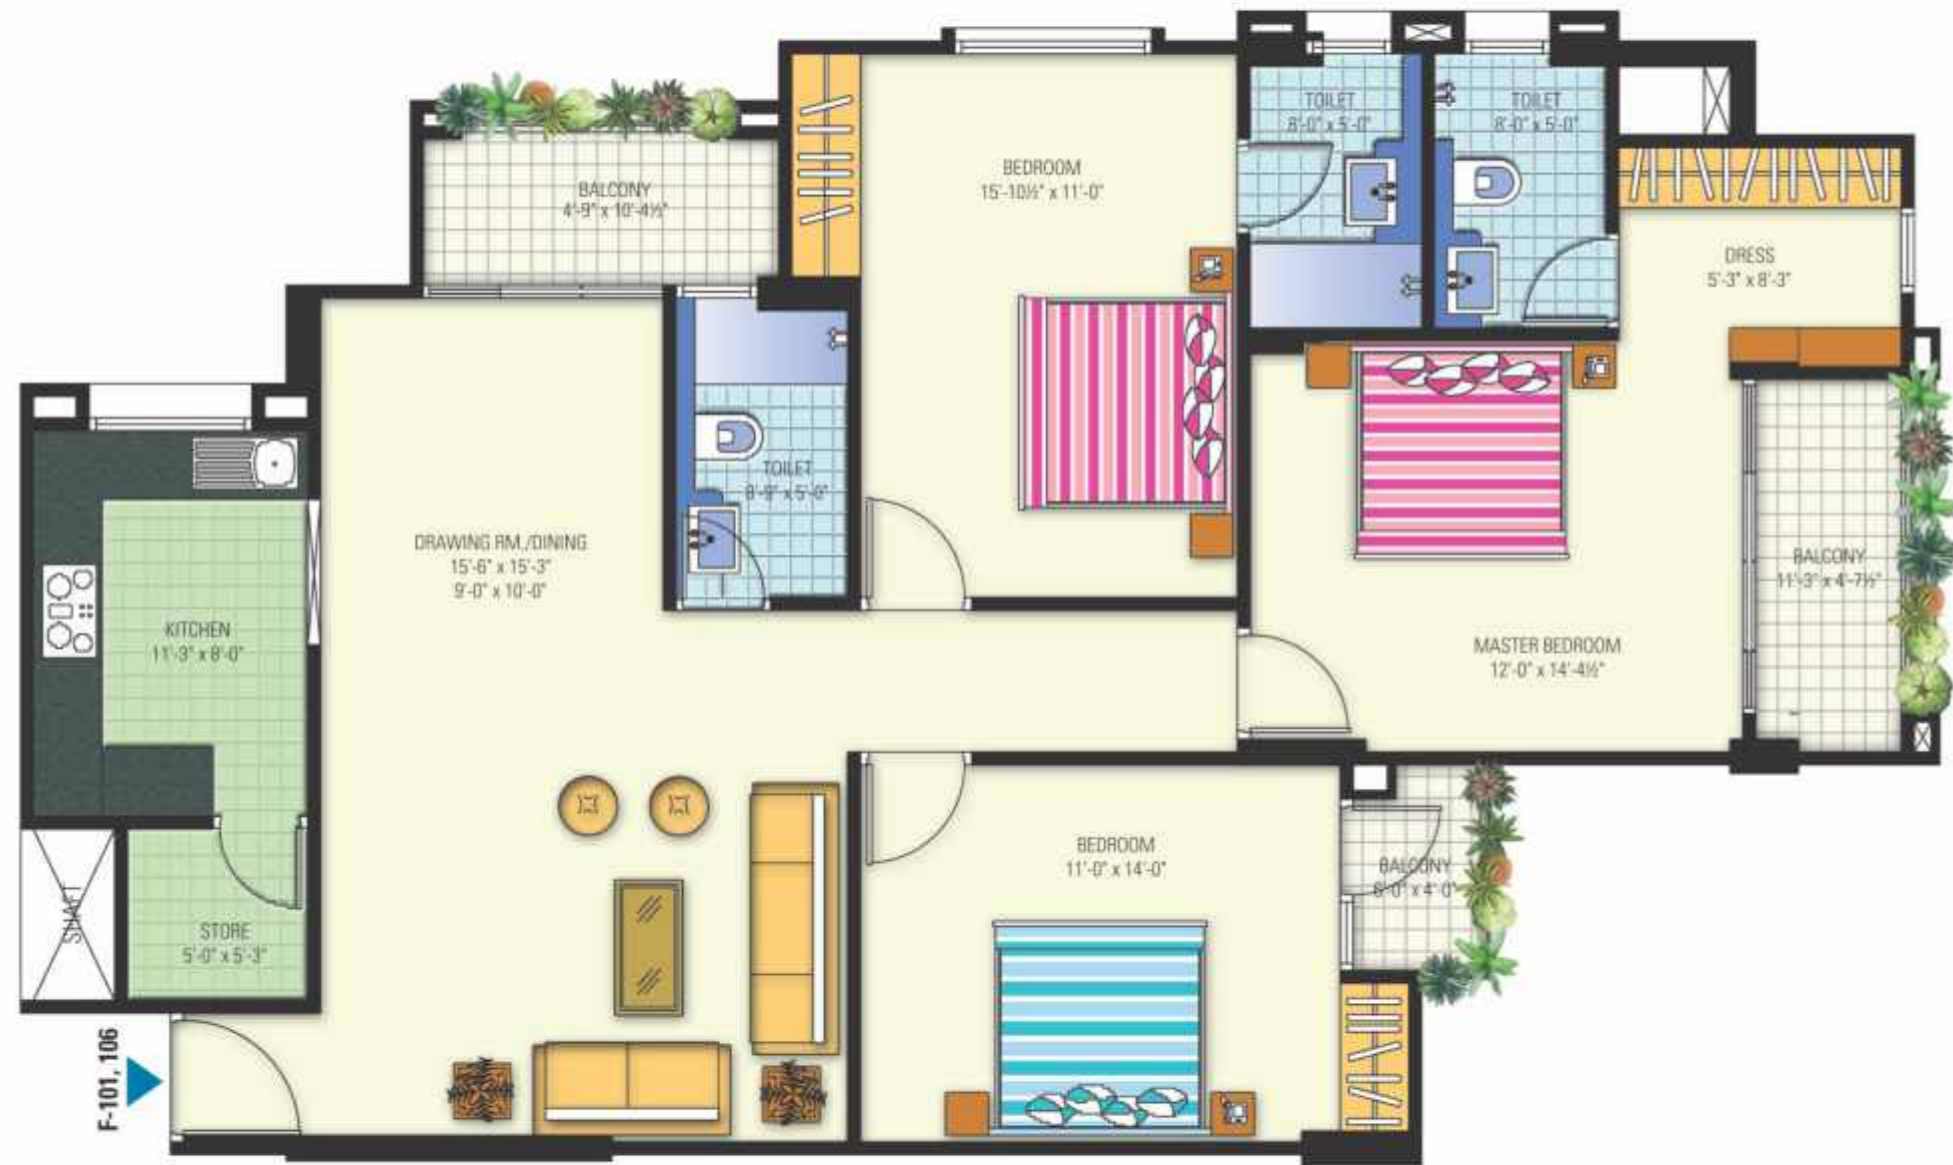 TOILET
8'-0" x 5'-0"
TOILET
8'-0" x 5'-0"
BEDROOM
15'-10½" x 11'-0"
BALCONY
4'-9" x 10'-4½"
DRESS
5'-3" x 8'-3"
TOILET
8'-9" x 5'-0"
DRAWING RM./DINING
15'-6" x 15'-3"
9'-0" x 10'-0"
BALCONY
11'-3" x 4'-7½"
KITCHEN
11'-3" x 8'-0"
MASTER BEDROOM
12'-0" x 14'-4½"
BEDROOM
11'-0" x 14'-0"
BALCONY
6'-0" x 4'-0"
SHAFT
STORE
5'-0" x 5'-3"
F-101, 106